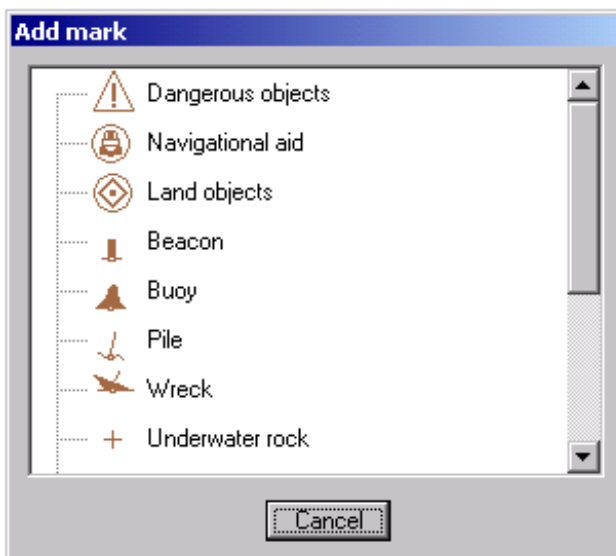 Add mark
Dangerous objects
Navigational aid
Land objects
Beacon
Buoy
Pile
Wreck
Underwater rock
Cancel